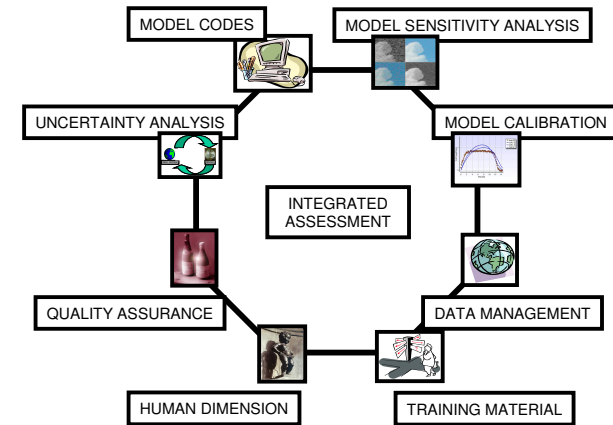 MODEL CODES
MODEL SENSITIVITY ANALYSIS
UNCERTAINTY ANALYSIS
MODEL CALIBRATION
INTEGRATED
ASSESSMENT
QUALITY ASSURANCE
DATA MANAGEMENT
HUMAN DIMENSION
TRAINING MATERIAL